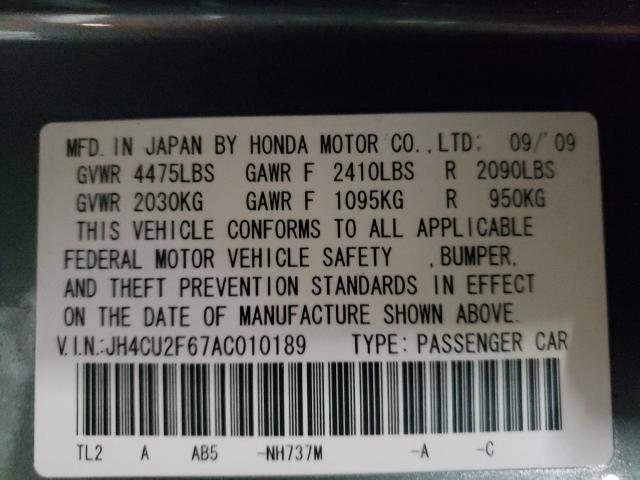 MFD. IN JAPAN BY HONDA MOTOR CO., LTD; 09/'09
GVWR 4475LBS GAWR F 2410LBS R 2090LBS
GVWR 2030KG GAWR F 1095KG R 950KG
THIS VEHICLE CONFORMS TO ALL APPLICABLE
FEDERAL MOTOR VEHICLE SAFETY , BUMPER,
AND THEFT PREVENTION STANDARDS IN EFFECT
ON THE DATE OF MANUFACTURE SHOWN ABOVE.
V.I.N.:JH4CU2F67AC010189 TYPE: PASSENGER CAR
TL2 A AB5 -NH737M -A -C